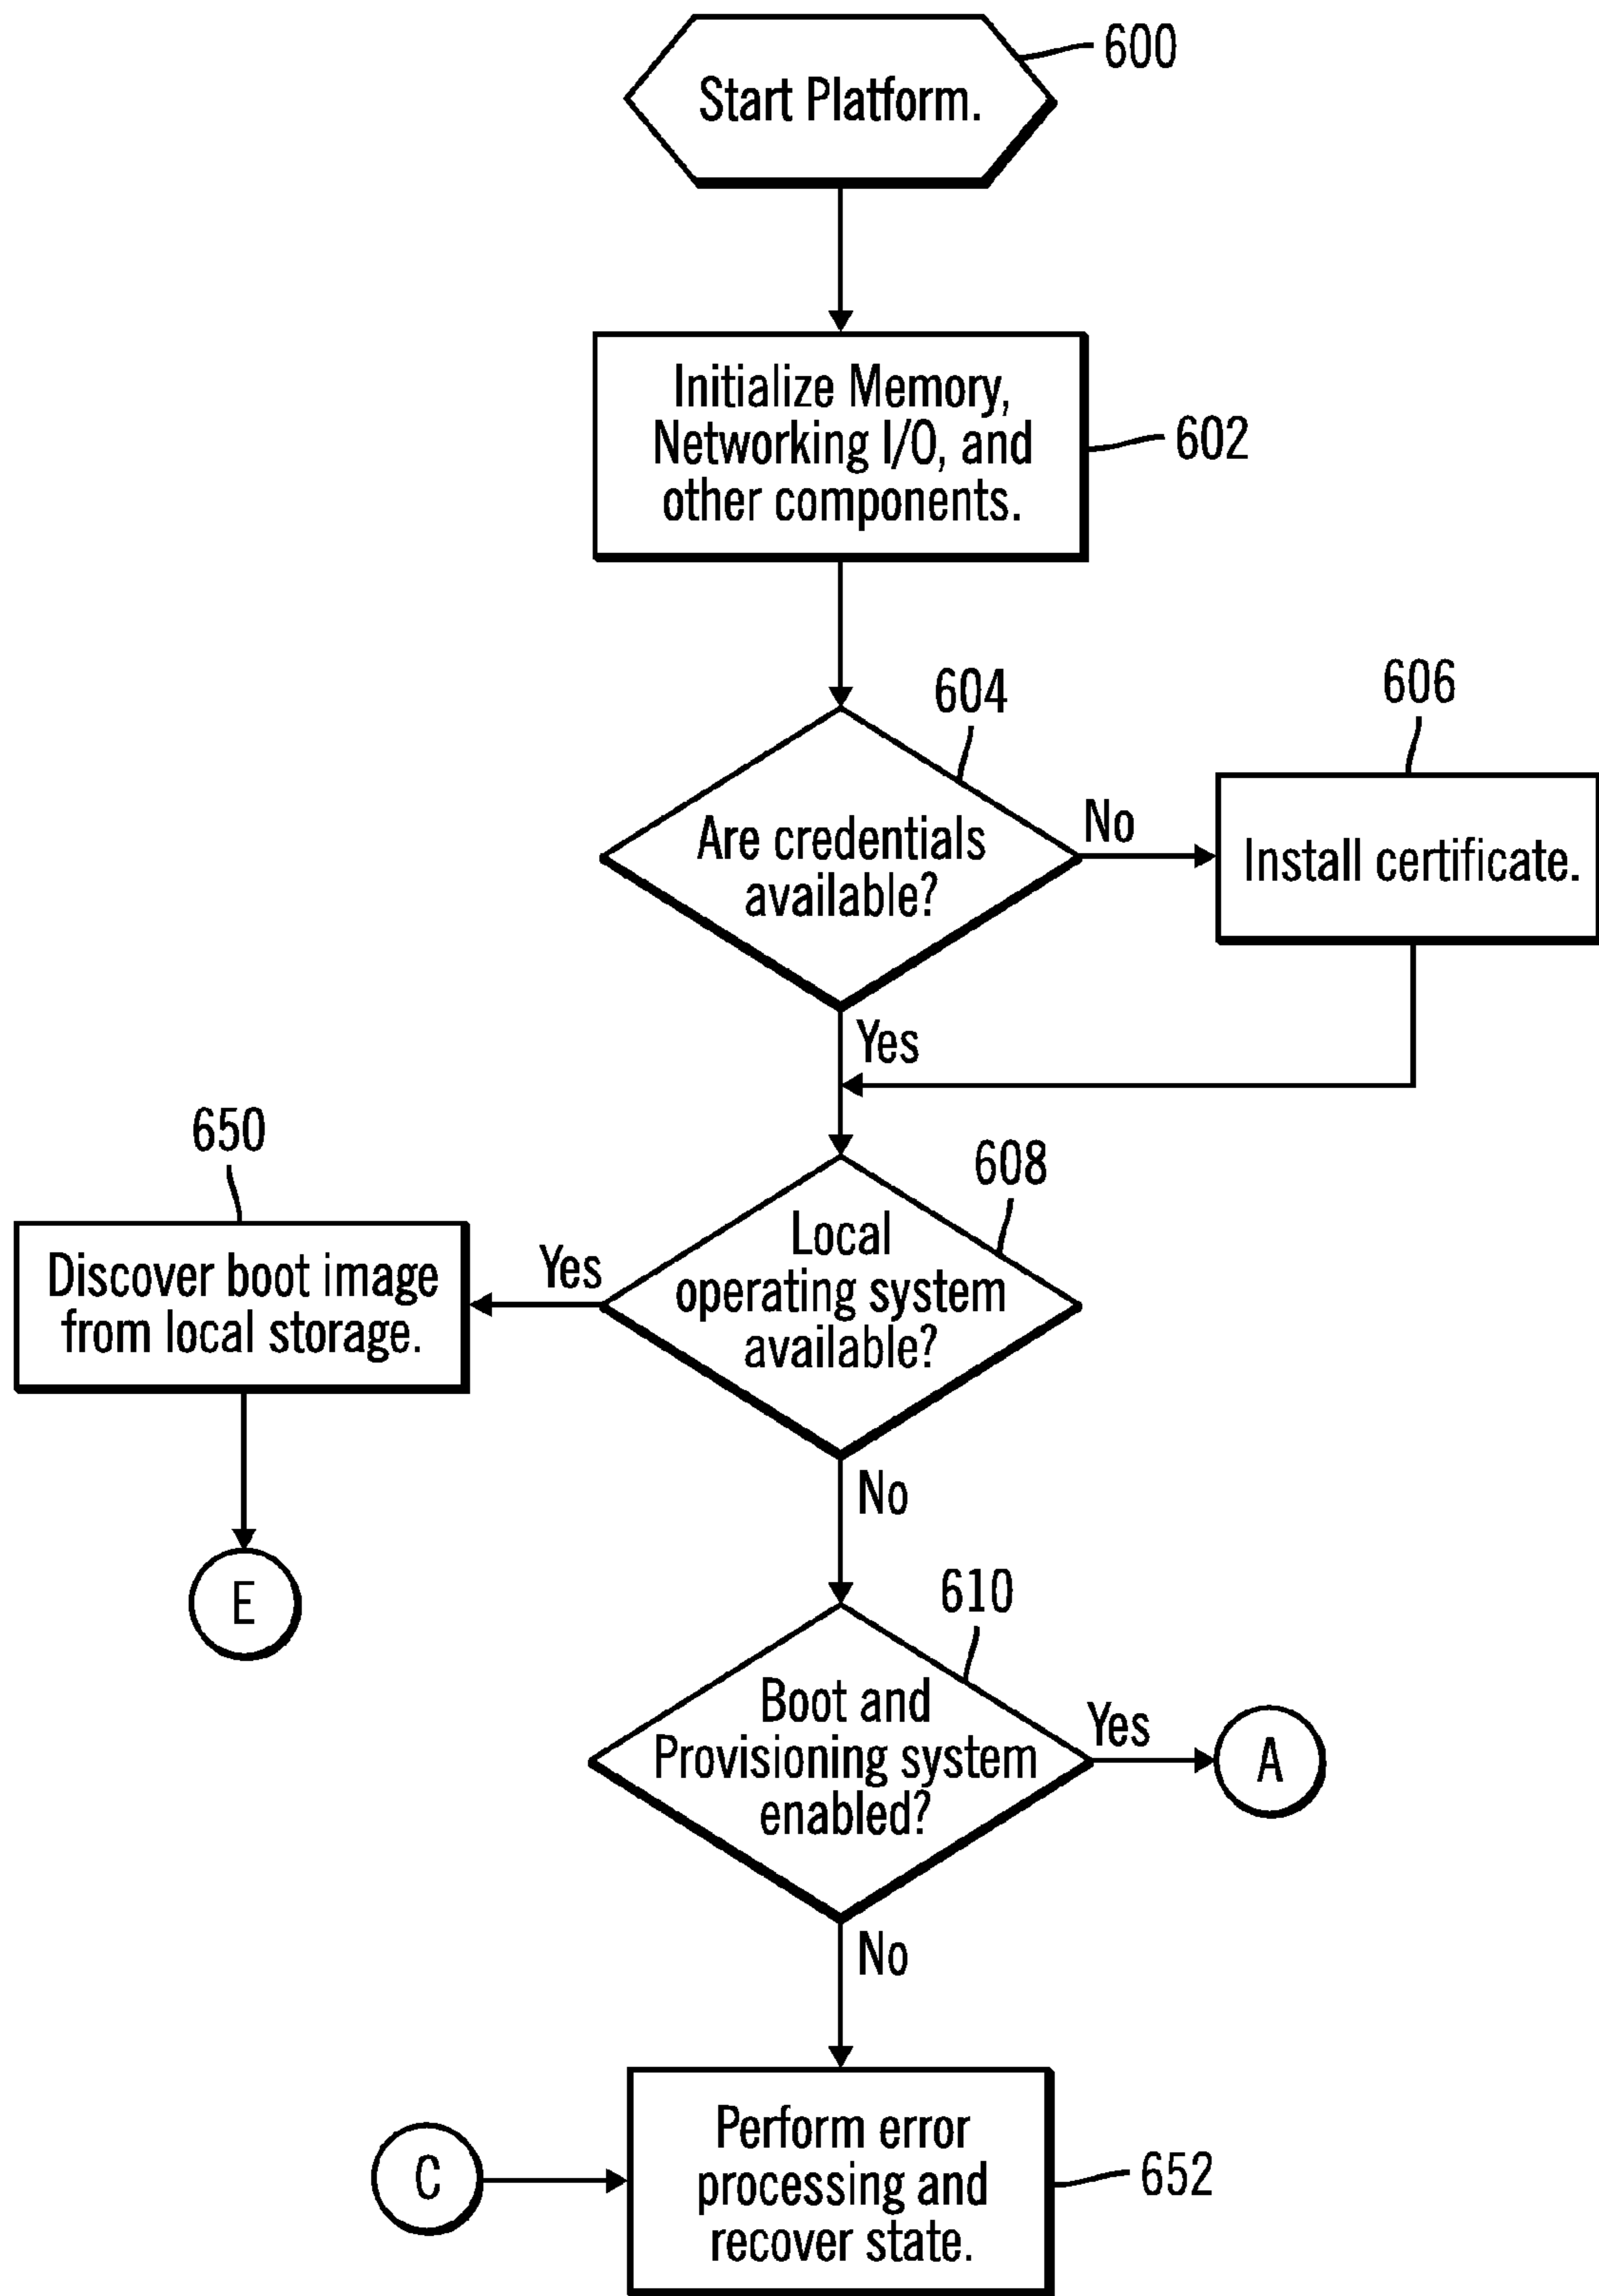 600
Start Platform.
Initialize Memory,
Networking I/O, and
other components.
602
604
606
Are credentials
available?
No
Install certificate.
Yes
650
608
Discover boot image
from local storage.
Yes
Local
operating system
available?
No
E
610
Boot and
Provisioning system
enabled?
Yes
A
No
C
Perform error
processing and
recover state.
652